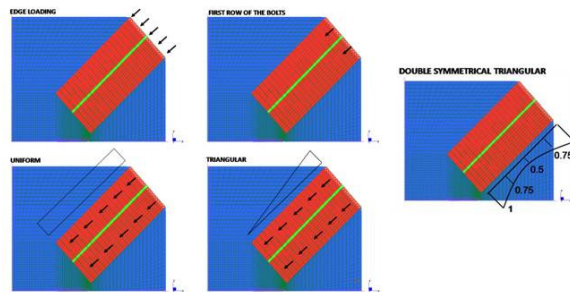 EDGE LOADING
FIRST ROW OF THE BOLTS
DOUBLE SYMMETRICAL TRIANGULAR
0.75
0.5
0.75
1
UNIFORM
TRIANGULAR